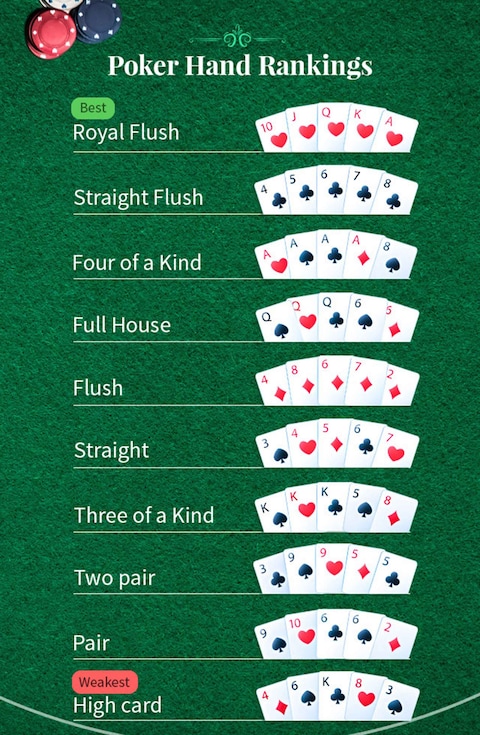 Poker Hand Rankings
Best
Royal Flush
10 J Q K A
Straight Flush
4 5 6 7 8
Four of a Kind
A A A A 8
Full House
Q Q Q 6
Flush
4 8 6 7 2
Straight
3 4 5 6 7
Three of a Kind
K K K 5 8
Two pair
3 9 9 5 5
Pair
9 10 6 6 2
Weakest
High card
4 6 K 8 3